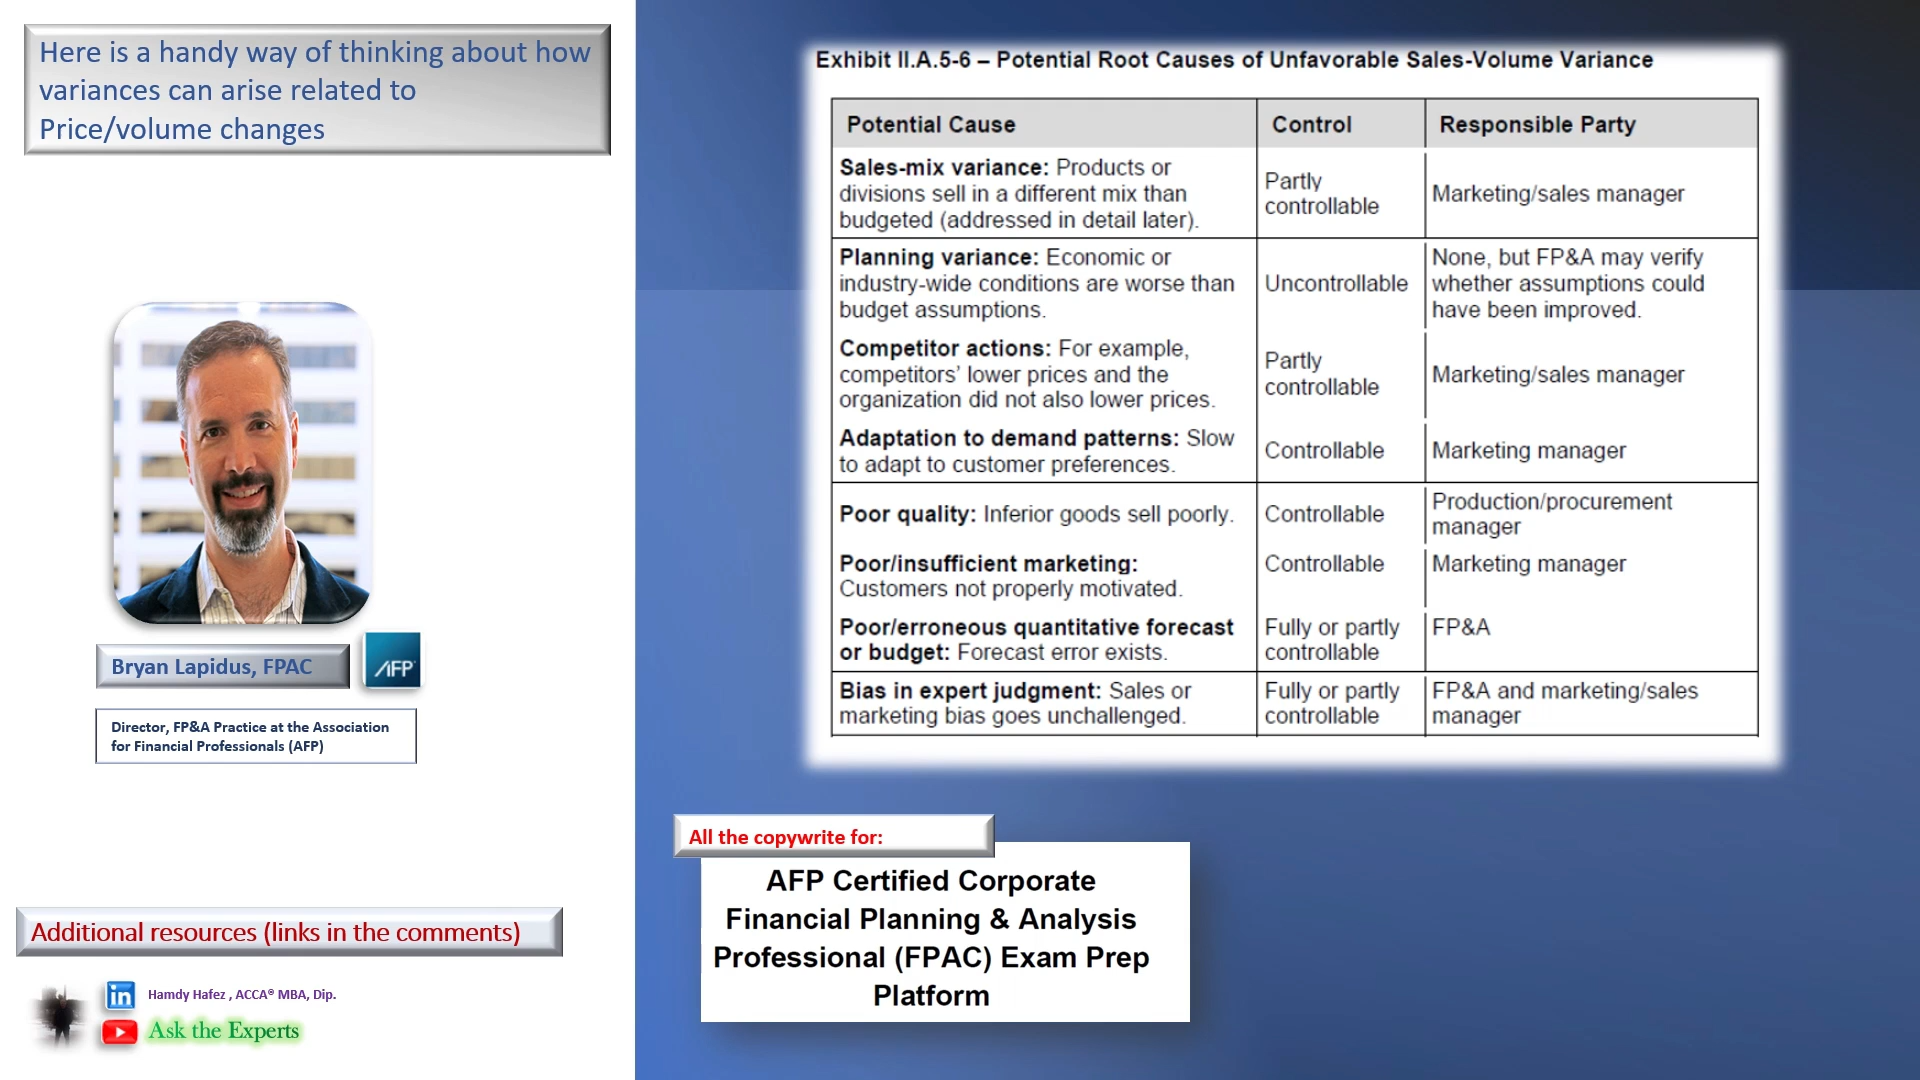 Here is a handy way of thinking about how
variances can arise related to
Price/volume changes
Bryan Lapidus, FPAC
AFP
Director, FP&A Practice at the Association
for Financial Professionals (AFP)
Additional resources (links in the comments)
in
Hamdy Hafez , ACCA® MBA, Dip.
Ask the Experts
Exhibit II.A.5-6 – Potential Root Causes of Unfavorable Sales-Volume Variance
Potential Cause Control Responsible Party
Sales-mix variance: Products or
divisions sell in a different mix than
budgeted (addressed in detail later).
Partly
controllable
Marketing/sales manager
Planning variance: Economic or
industry-wide conditions are worse than
budget assumptions.
Uncontrollable
None, but FP&A may verify
whether assumptions could
have been improved.
Competitor actions: For example,
competitors’ lower prices and the
organization did not also lower prices.
Partly
controllable
Marketing/sales manager
Adaptation to demand patterns: Slow
to adapt to customer preferences.
Controllable
Marketing manager
Poor quality: Inferior goods sell poorly.
Controllable
Production/procurement
manager
Poor/insufficient marketing:
Customers not properly motivated.
Controllable
Marketing manager
Poor/erroneous quantitative forecast
or budget: Forecast error exists.
Fully or partly
controllable
FP&A
Bias in expert judgment: Sales or
marketing bias goes unchallenged.
Fully or partly
controllable
FP&A and marketing/sales
manager
All the copywrite for:
AFP Certified Corporate
Financial Planning & Analysis
Professional (FPAC) Exam Prep
Platform